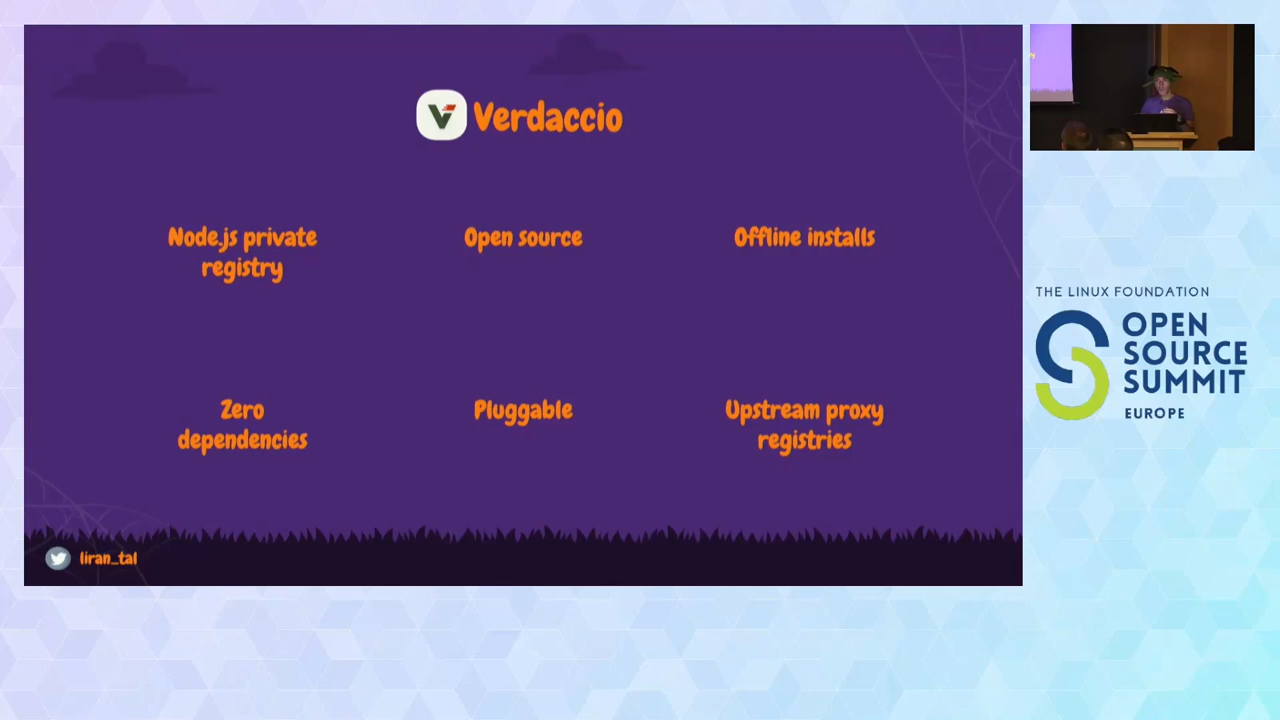 Verdaccio
Node.js private
registry
Open source
Offline installs
Zero
dependencies
Pluggable
Upstream proxy
registries
liran_tal
THE LINUX FOUNDATION
OPEN
SOURCE
SUMMIT
EUROPE